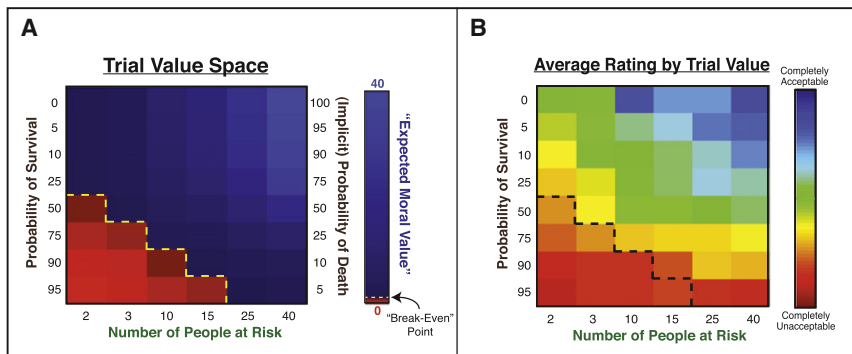 A
Trial Value Space
Probability of Survival
0
5
10
25
50
75
90
95
100
95
90
75
50
25
10
5
(Implicit) Probability of Death
2
3
10
15
25
40
Number of People at Risk
40
"Expected Moral Value"
0
"Break-Even"
Point
B
Average Rating by Trial Value
Probability of Survival
0
5
10
25
50
75
90
95
2
3
10
15
25
40
Number of People at Risk
Completely
Acceptable
Completely
Unacceptable